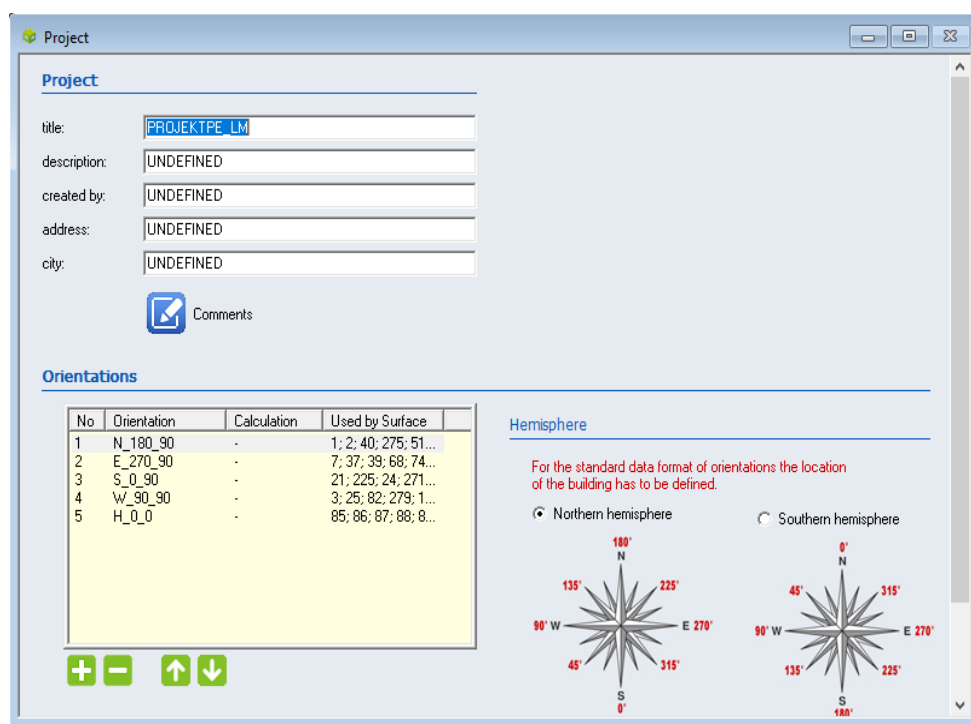 Project
Project
title: PROJEKTPE_LM
description: UNDEFINED
created by: UNDEFINED
address: UNDEFINED
city: UNDEFINED
Comments
Orientations
No Orientation Calculation Used by Surface
1 N_180_90 - 1; 2; 40; 275; 51...
2 E_270_90 - 7; 37; 39; 68; 74...
3 S_0_90 - 21; 225; 24; 271...
4 W_90_90 - 3; 25; 82; 279; 1...
5 H_0_0 - 85; 86; 87; 88; 8...
Hemisphere
For the standard data format of orientations the location
of the building has to be defined.
Northern hemisphere
180°
N
135° 225°
90° W E 270°
45° 315°
S
0°
Southern hemisphere
0°
N
45° 315°
90° W E 270°
135° 225°
S
180°